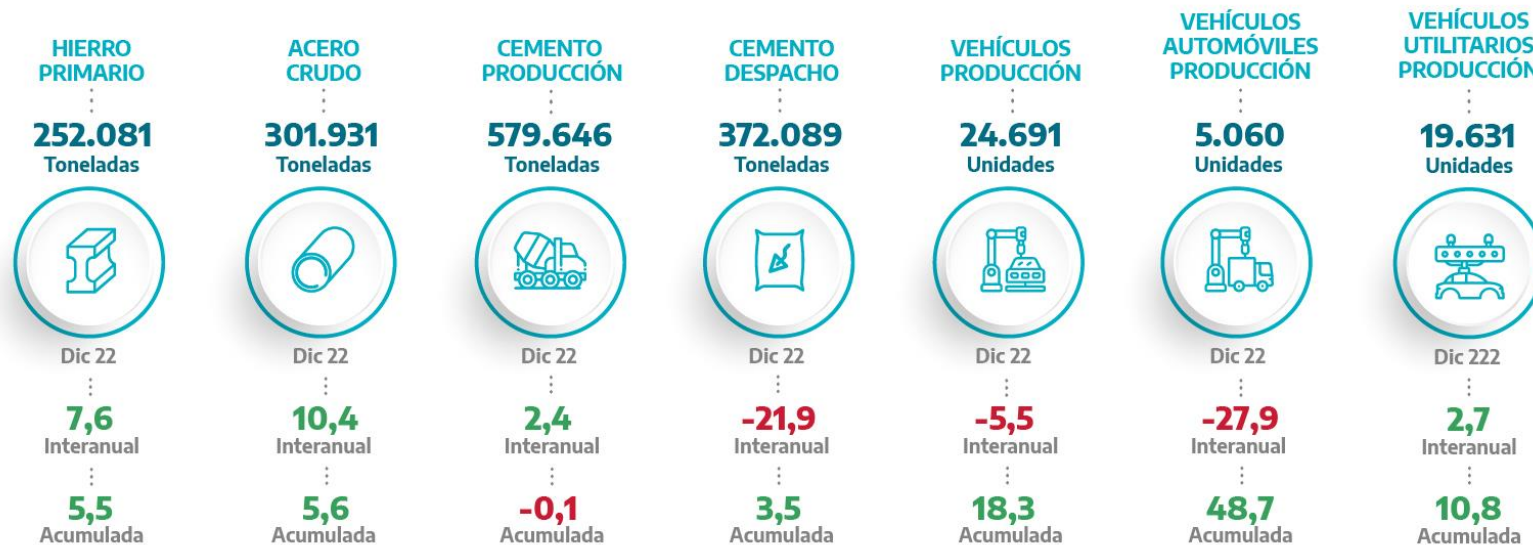 HIERRO
PRIMARIO
252.081
Toneladas
Dic 22
7,6
Interanual
5,5
Acumulada
ACERO
CRUDO
301.931
Toneladas
Dic 22
10,4
Interanual
5,6
Acumulada
CEMENTO
PRODUCCIÓN
579.646
Toneladas
Dic 22
2,4
Interanual
-0,1
Acumulada
CEMENTO
DESPACHO
372.089
Toneladas
Dic 22
-21,9
Interanual
3,5
Acumulada
VEHÍCULOS
PRODUCCIÓN
24.691
Unidades
Dic 22
-5,5
Interanual
18,3
Acumulada
VEHÍCULOS
AUTOMÓVILES
PRODUCCIÓN
5.060
Unidades
Dic 22
-27,9
Interanual
48,7
Acumulada
VEHÍCULOS
UTILITARIOS
PRODUCCIÓN
19.631
Unidades
Dic 222
2,7
Interanual
10,8
Acumulada